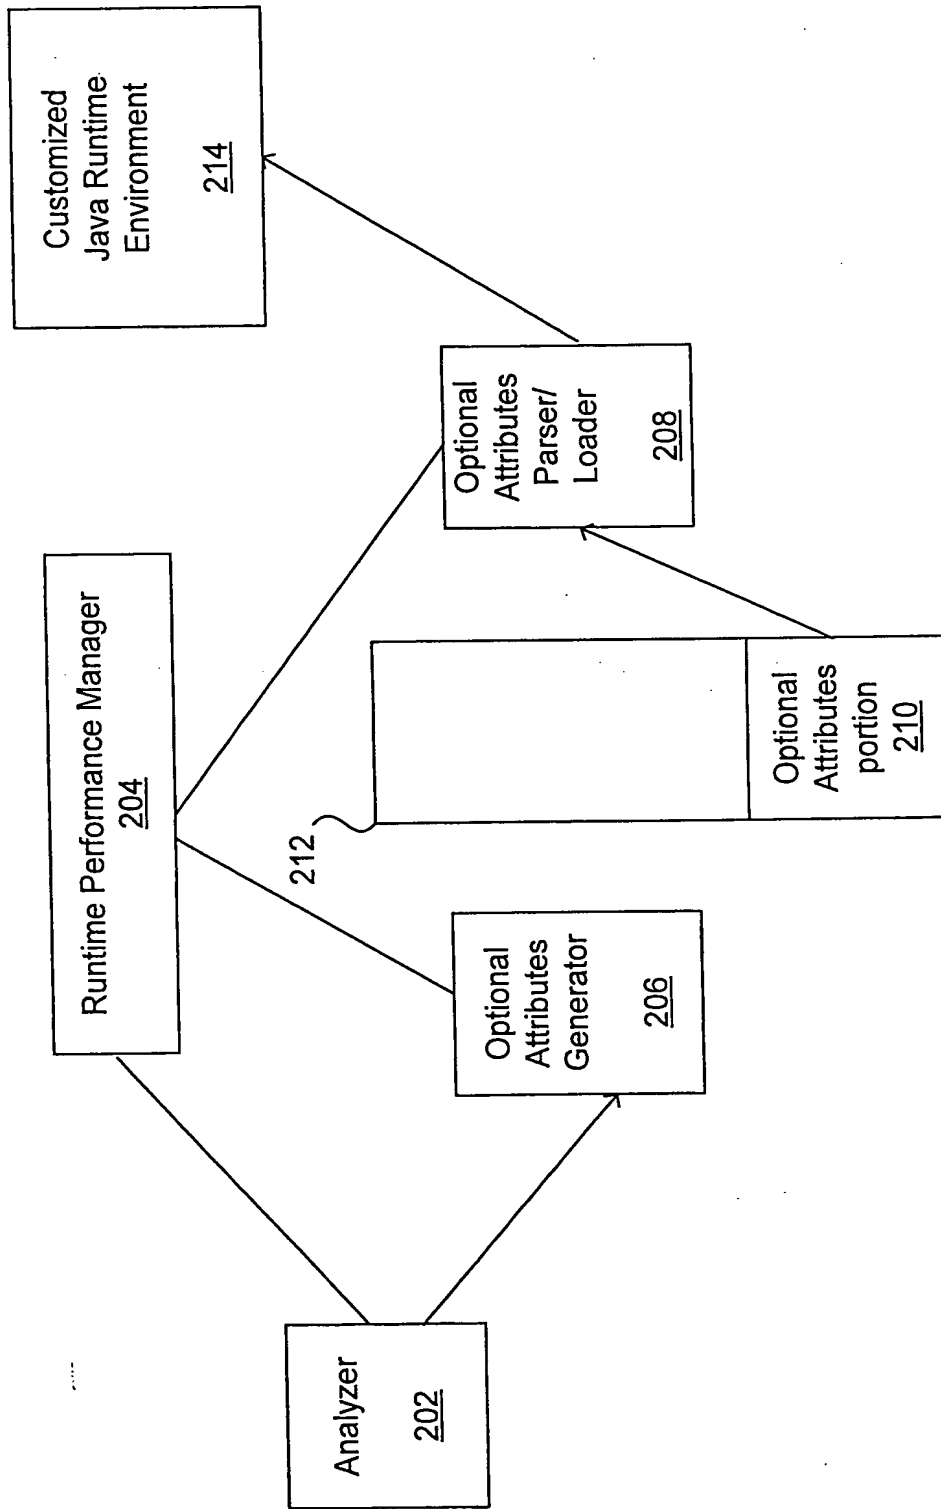 Runtime Performance Manager
204
Customized
Java Runtime
Environment
214
Analyzer
202
Optional
Attributes
Generator
206
212
Optional
Attributes
portion
210
Optional
Attributes
Parser/
Loader
208